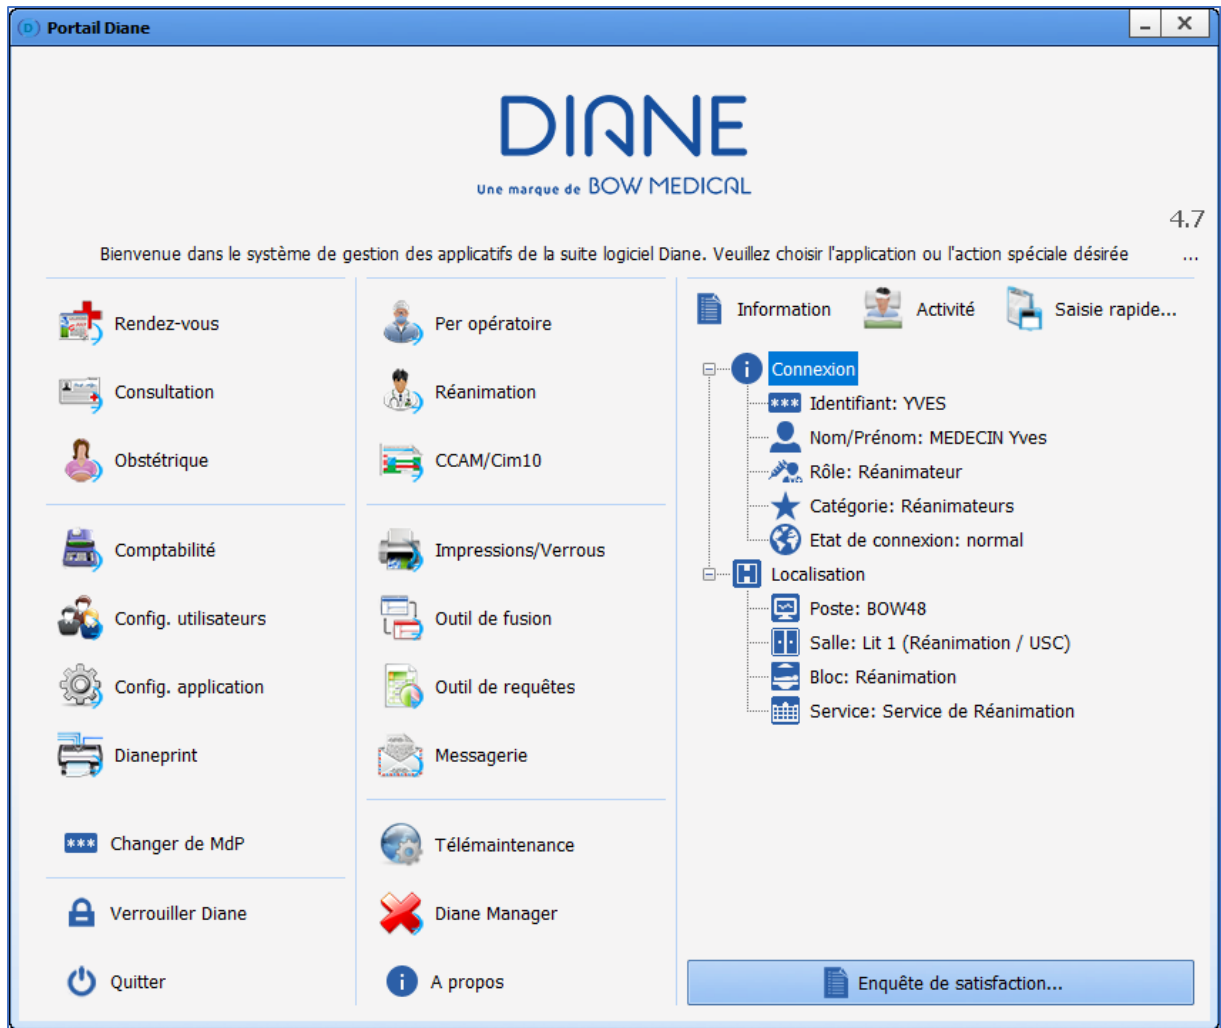 Portail Diane
DIANE
Une marque de BOW MEDICAL
4.7
Bienvenue dans le système de gestion des applicatifs de la suite logiciel Diane. Veuillez choisir l'application ou l'action spéciale désirée ...
Rendez-vous
Consultation
Obstétrique
Comptabilité
Config. utilisateurs
Config. application
Dianeprint
*** Changer de MdP
Verrouiller Diane
Quitter
Per opératoire
Réanimation
CCAM/Cim10
Impressions/Verrous
Outil de fusion
Outil de requêtes
Messagerie
Télémaintenance
Diane Manager
A propos
Information Activité Saisie rapide...
Connexion
*** Identifiant: YVES
Nom/Prénom: MEDECIN Yves
Rôle: Réanimateur
Catégorie: Réanimateurs
Etat de connexion: normal
Localisation
Poste: BOW48
Salle: Lit 1 (Réanimation / USC)
Bloc: Réanimation
Service: Service de Réanimation
Enquête de satisfaction...